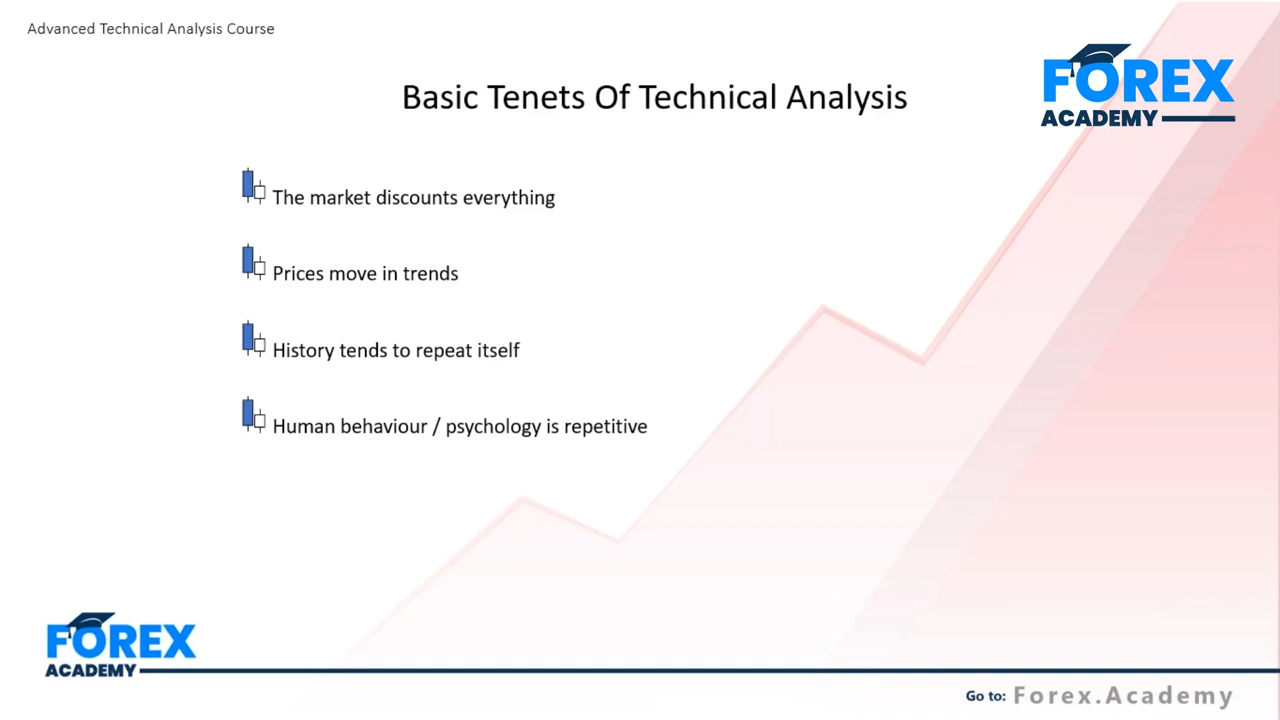 Advanced Technical Analysis Course
FOREX
ACADEMY
Basic Tenets Of Technical Analysis
The market discounts everything
Prices move in trends
History tends to repeat itself
Human behaviour / psychology is repetitive
FOREX
ACADEMY
Go to: Forex.Academy